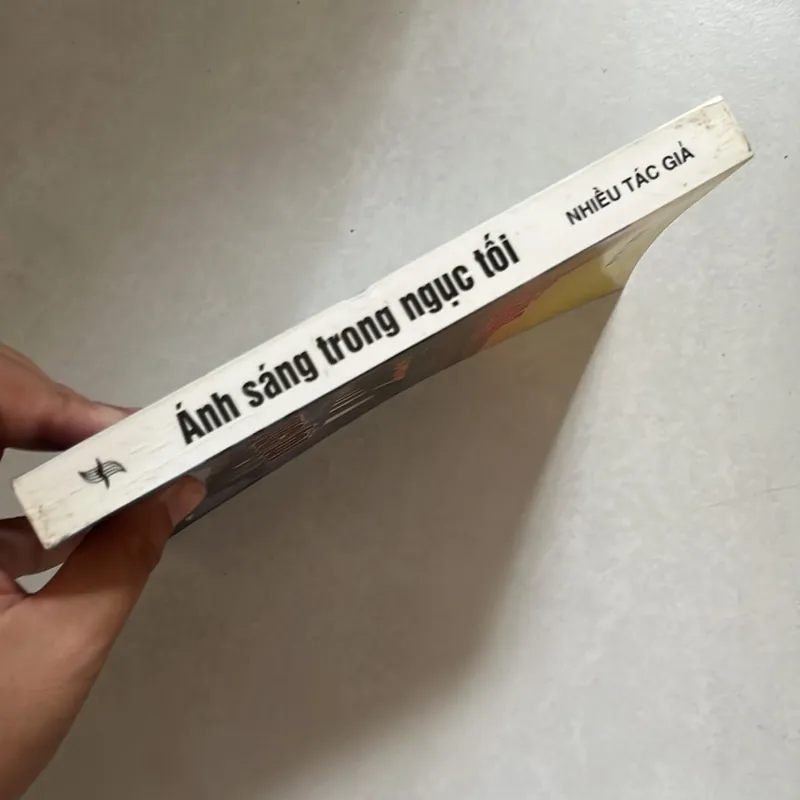 Ánh sáng trong ngục tối
NHIỀU TÁC GIẢ